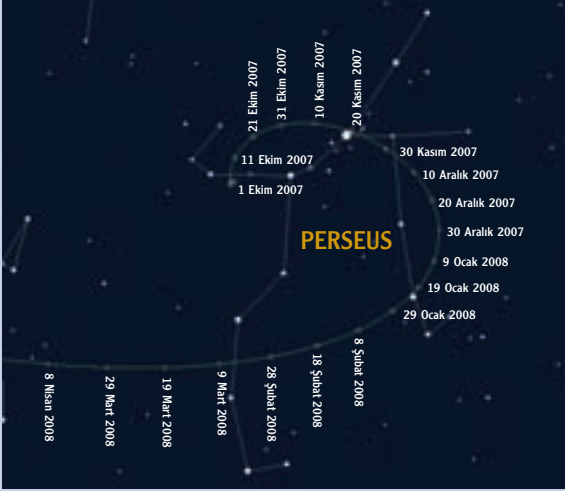 21 Ekim 2007
31 Ekim 2007
10 Kasım 2007
20 Kasım 2007
30 Kasım 2007
11 Ekim 2007
10 Aralık 2007
1 Ekim 2007
20 Aralık 2007
30 Aralık 2007
PERSEUS
9 Ocak 2008
19 Ocak 2008
29 Ocak 2008
8 Nisan 2008
29 Mart 2008
19 Mart 2008
9 Mart 2008
28 Şubat 2008
18 Şubat 2008
8 Şubat 2008